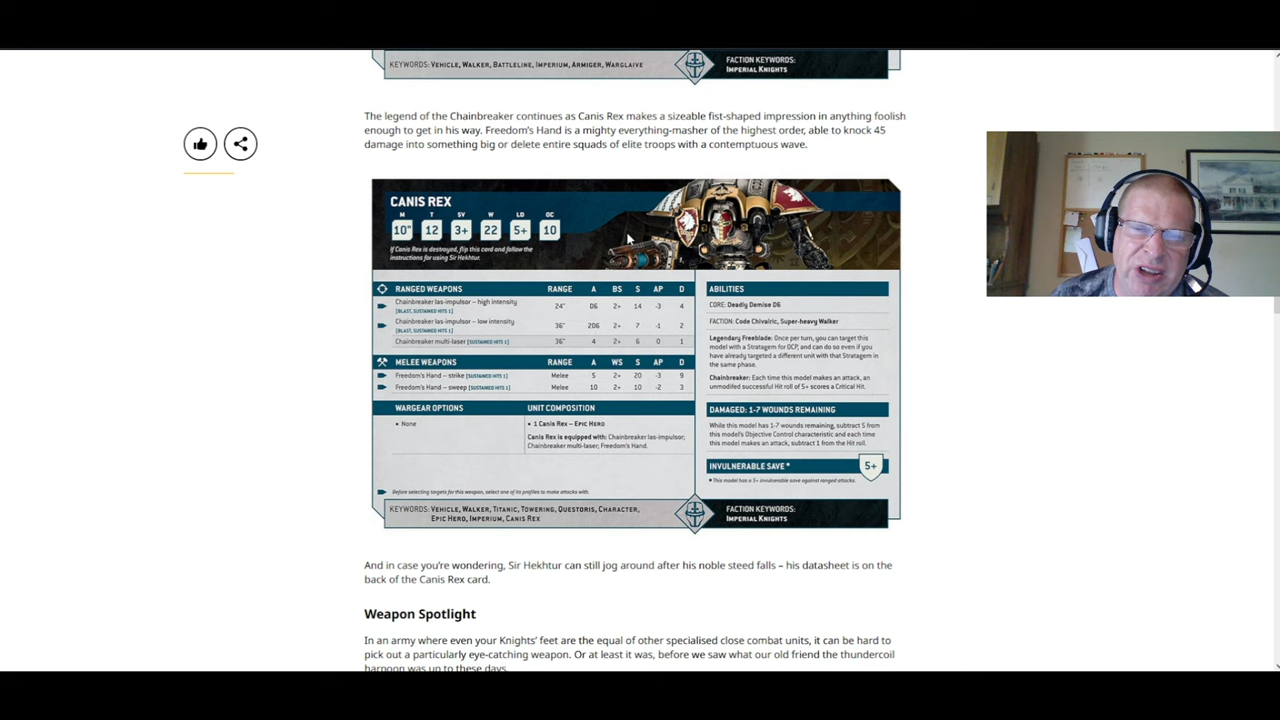 KEYWORDS: VEHICLE, WALKER, BATTLELINE, IMPERIUM, ARMIGER, WARGLAIVE
FACTION KEYWORDS:
IMPERIAL KNIGHTS
The legend of the Chainbreaker continues as Canis Rex makes a sizeable fist-shaped impression in anything foolish
enough to get in his way. Freedom's Hand is a mighty everything-masher of the highest order, able to knock 45
damage into something big or delete entire squads of elite troops with a contemptuous wave.
CANIS REX
M T SV W LD OC
10" 12 3+ 22 5+ 10
If Canis Rex is destroyed, flip this card and follow the
instructions for using Sir Hekhtur.
RANGED WEAPONS RANGE A BS S AP D
Chainbreaker las-impulsor – high intensity
[BLAST, SUSTAINED HITS 1] 24" D6 2+ 14 -3 4
Chainbreaker las-impulsor – low intensity
[BLAST, SUSTAINED HITS 1] 36" 2D6 2+ 7 -1 2
Chainbreaker multi-laser [SUSTAINED HITS 1] 36" 4 2+ 6 0 1
MELEE WEAPONS RANGE A WS S AP D
Freedom's Hand – strike [SUSTAINED HITS 1] Melee 5 2+ 20 -3 9
Freedom's Hand – sweep [SUSTAINED HITS 1] Melee 10 2+ 10 -2 3
WARGEAR OPTIONS
• None
UNIT COMPOSITION
• 1 Canis Rex – EPIC HERO
Canis Rex is equipped with: Chainbreaker las-impulsor;
Chainbreaker multi-laser; Freedom's Hand.
Before selecting targets for this weapon, select one of its profiles to make attacks with.
ABILITIES
CORE: Deadly Demise D6
FACTION: Code Chivalric, Super-heavy Walker
Legendary Freeblade: Once per turn, you can target this
model with a Stratagem for 0CP, and can do so even if you
have already targeted a different unit with that Stratagem in
the same phase.
Chainbreaker: Each time this model makes an attack, an
unmodified successful Hit roll of 5+ scores a Critical Hit.
DAMAGED: 1-7 WOUNDS REMAINING
While this model has 1-7 wounds remaining, subtract 5 from
this model's Objective Control characteristic and each time
this model makes an attack, subtract 1 from the Hit roll.
INVULNERABLE SAVE* 5+
* This model has a 5+ invulnerable save against ranged attacks.
KEYWORDS: VEHICLE, WALKER, TITANIC, TOWERING, QUESTORIS, CHARACTER,
EPIC HERO, IMPERIUM, CANIS REX
FACTION KEYWORDS:
IMPERIAL KNIGHTS
And in case you're wondering, Sir Hekhtur can still jog around after his noble steed falls – his datasheet is on the
back of the Canis Rex card.
Weapon Spotlight
In an army where even your Knights' feet are the equal of other specialised close combat units, it can be hard to
pick out a particularly eye-catching weapon. Or at least it was, before we saw what our old friend the thundercoil
harpoon was up to these days.